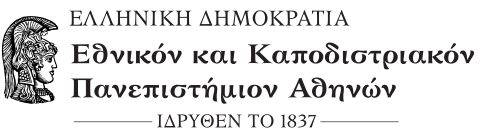 ΕΛΛΗΝΙΚΗ ΔΗΜΟΚΡΑΤΙΑ
Εθνικόν και Καποδιστριακόν
Πανεπιστήμιον Αθηνών
ΙΔΡΥΘΕΝ ΤΟ 1837